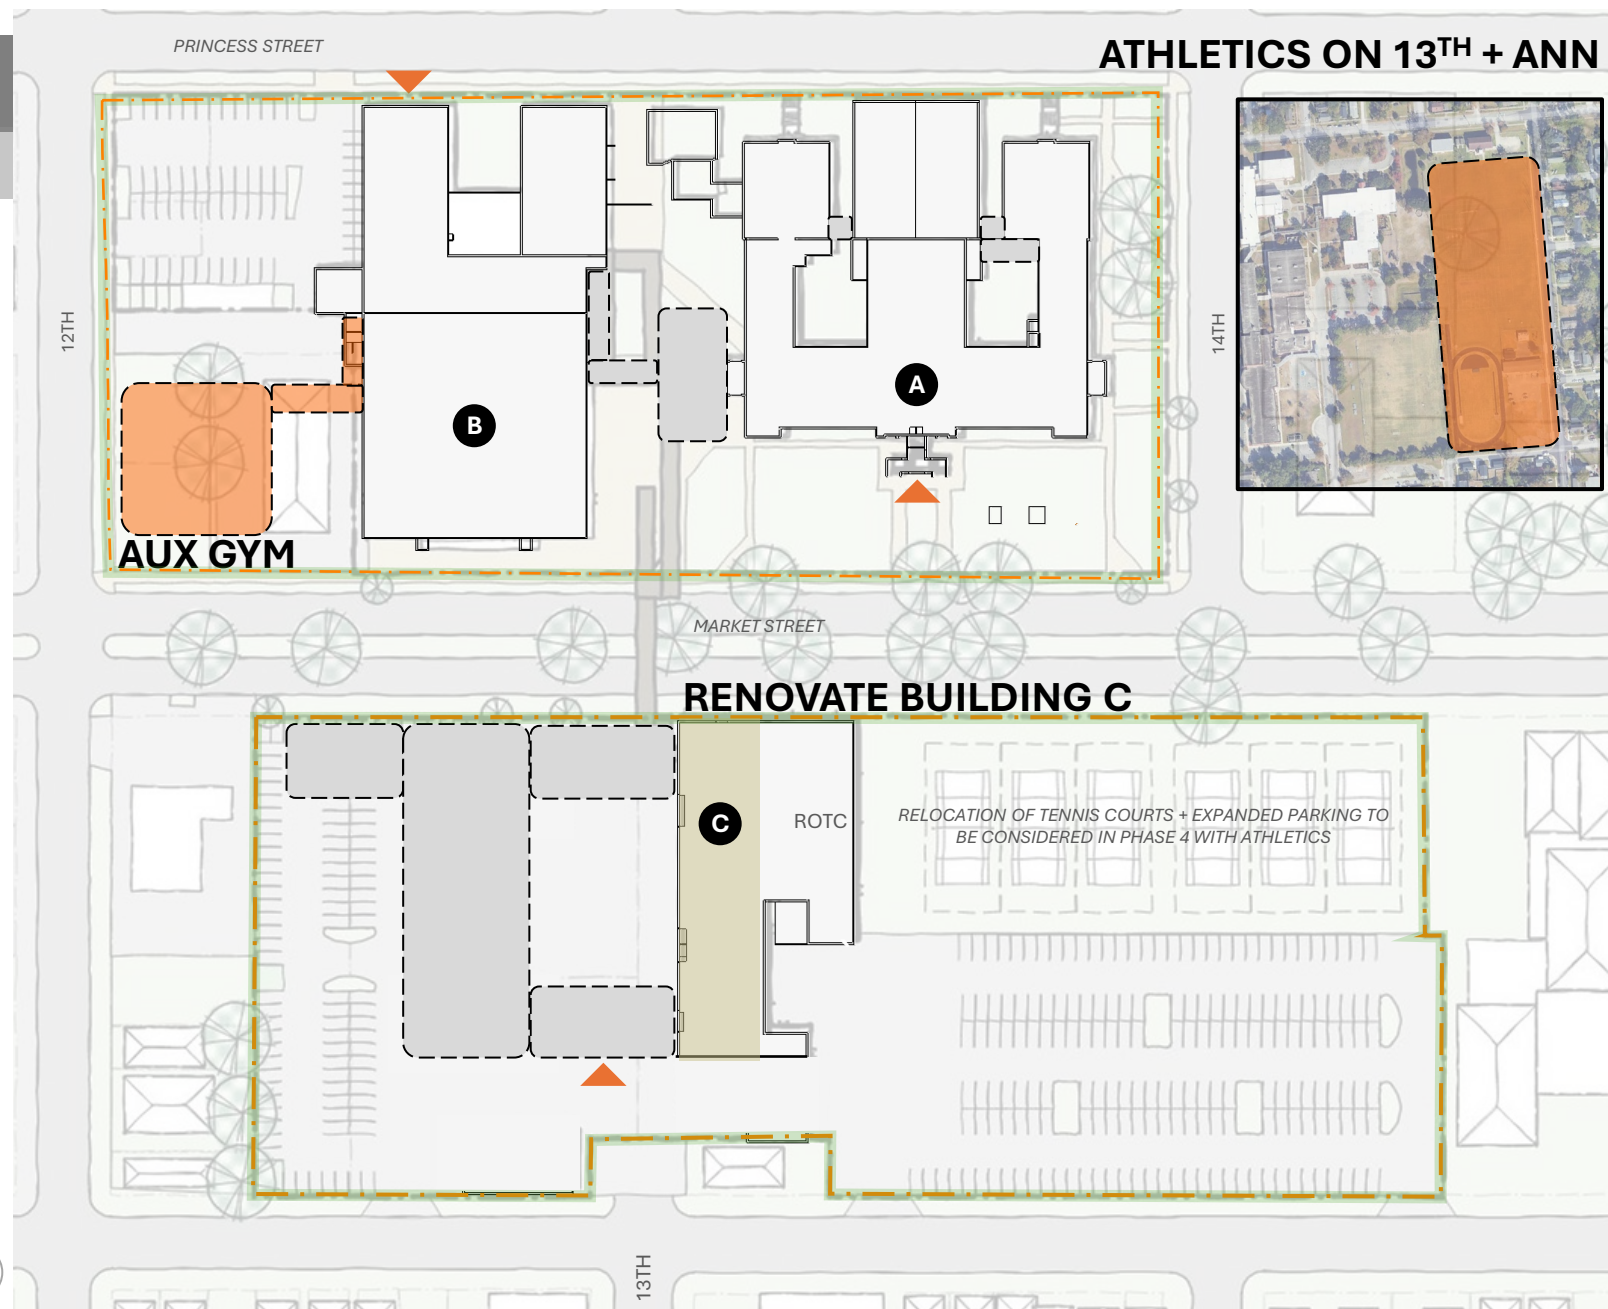 PRINCESS STREET
ATHLETICS ON 13TH + ANN
12TH
14TH
A
B
AUX GYM
MARKET STREET
RENOVATE BUILDING C
C
ROTC
RELOCATION OF TENNIS COURTS + EXPANDED PARKING TO
BE CONSIDERED IN PHASE 4 WITH ATHLETICS
13TH